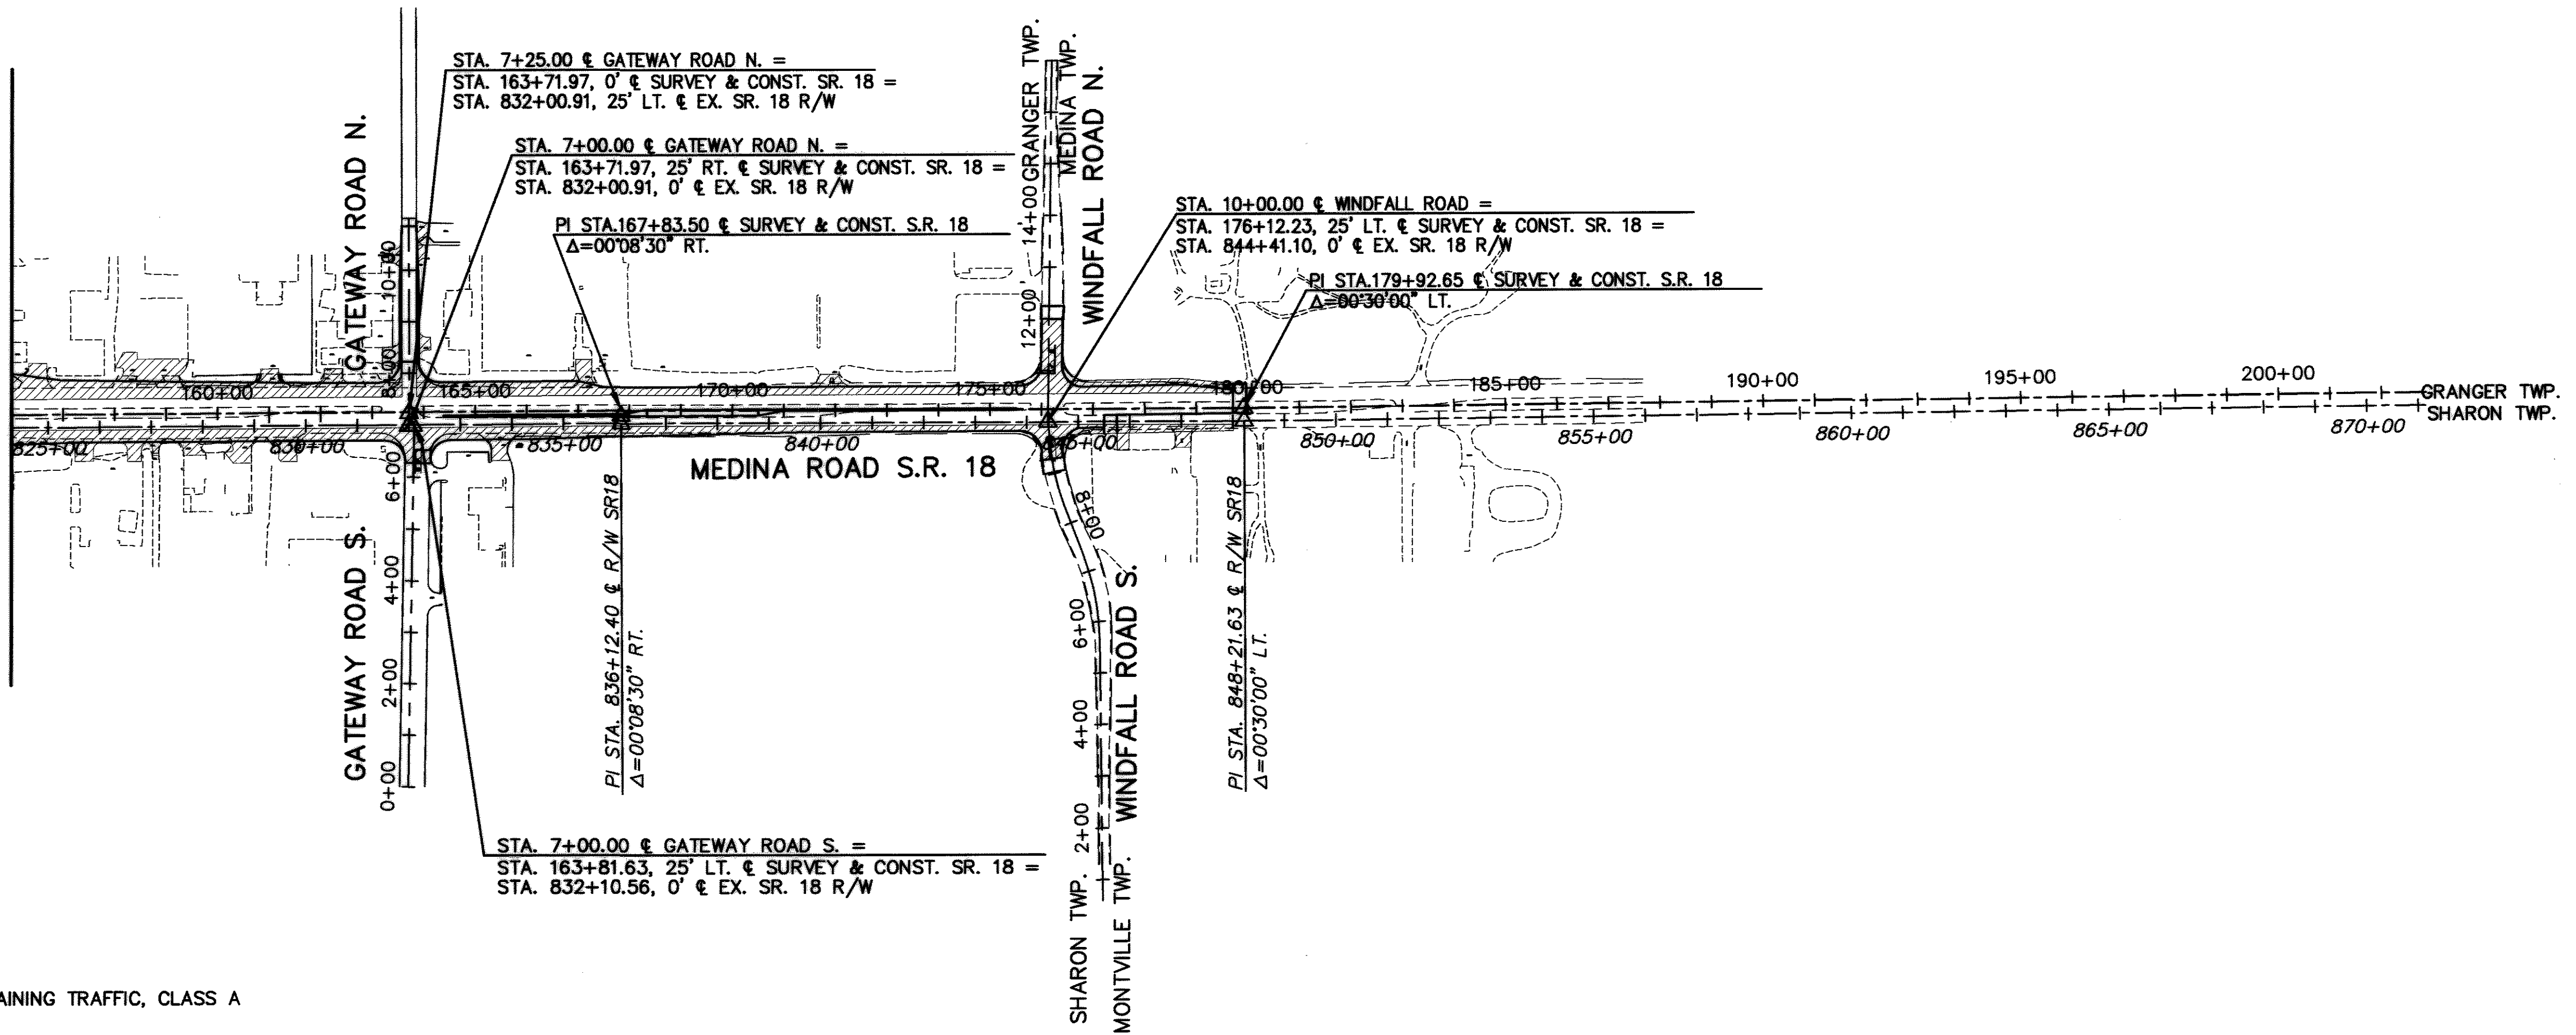 STA. 7+25.00 ℄ GATEWAY ROAD N. =
STA. 163+71.97, 0' ℄ SURVEY & CONST. SR. 18 =
STA. 832+00.91, 25' LT. ℄ EX. SR. 18 R/W
STA. 7+00.00 ℄ GATEWAY ROAD N. =
STA. 163+71.97, 25' RT. ℄ SURVEY & CONST. SR. 18 =
STA. 832+00.91, 0' ℄ EX. SR. 18 R/W
PI STA.167+83.50 ℄ SURVEY & CONST. S.R. 18
Δ=00°08'30" RT.
GRANGER TWP.
MEDINA TWP.
WINDFALL ROAD N.
14+00
12+00
STA. 10+00.00 ℄ WINDFALL ROAD =
STA. 176+12.23, 25' LT. ℄ SURVEY & CONST. SR. 18 =
STA. 844+41.10, 0' ℄ EX. SR. 18 R/W
PI STA.179+92.65 ℄ SURVEY & CONST. S.R. 18
Δ=00°30'00" LT.
GATEWAY ROAD N.
10+00
8+00
160+00
165+00
170+00
175+00
180+00
185+00
190+00
195+00
200+00
GRANGER TWP.
SHARON TWP.
825+00
830+00
835+00
840+00
845+00
850+00
855+00
860+00
865+00
870+00
MEDINA ROAD S.R. 18
GATEWAY ROAD S.
6+00
4+00
2+00
0+00
PI STA. 836+12.40 ℄ R/W SR18
Δ=00°08'30" RT.
8+00
6+00
4+00
2+00
WINDFALL ROAD S.
SHARON TWP.
MONTVILLE TWP.
PI STA. 848+21.63 ℄ R/W SR18
Δ=00°30'00" LT.
STA. 7+00.00 ℄ GATEWAY ROAD S. =
STA. 163+81.63, 25' LT. ℄ SURVEY & CONST. SR. 18 =
STA. 832+10.56, 0' ℄ EX. SR. 18 R/W
AINING TRAFFIC, CLASS A